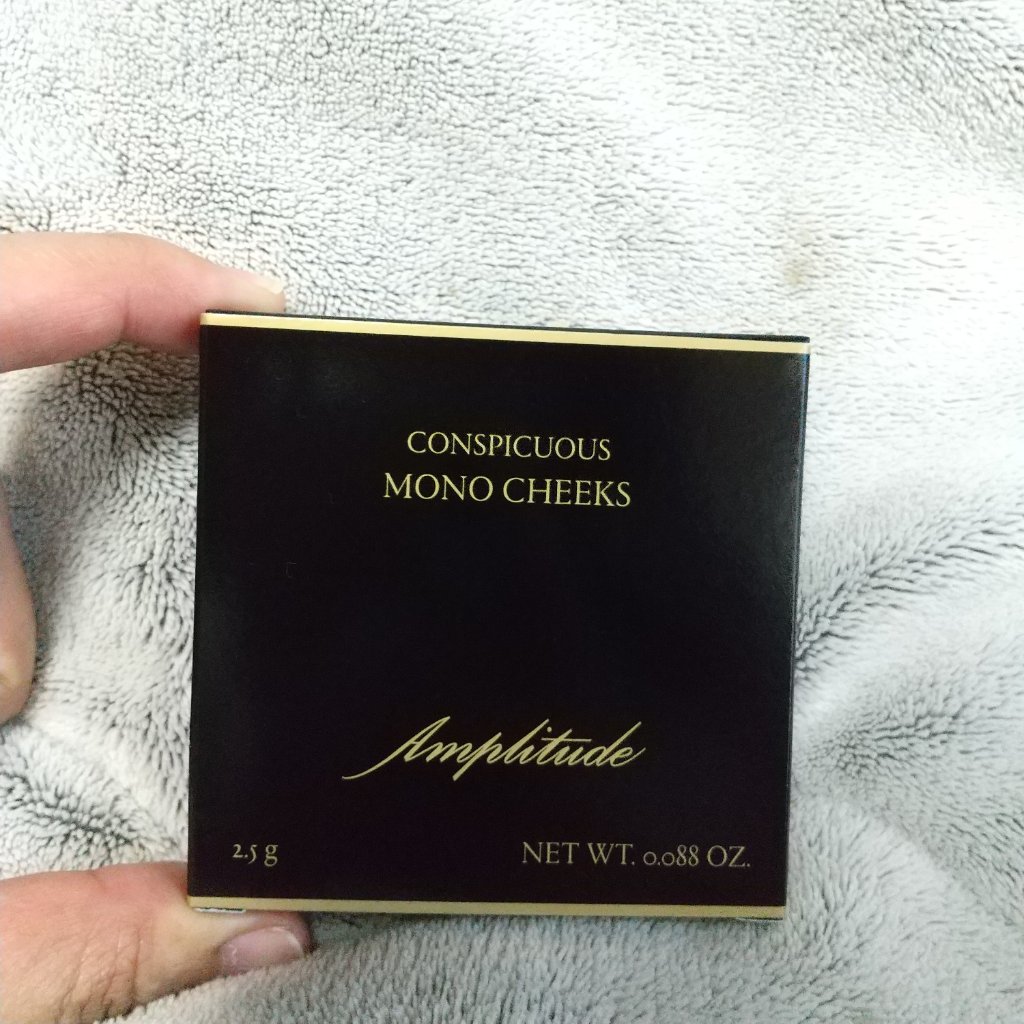 CONSPICUOUS
MONO CHEEKS
Amplitude
2.5 g NET WT. 0.088 OZ.